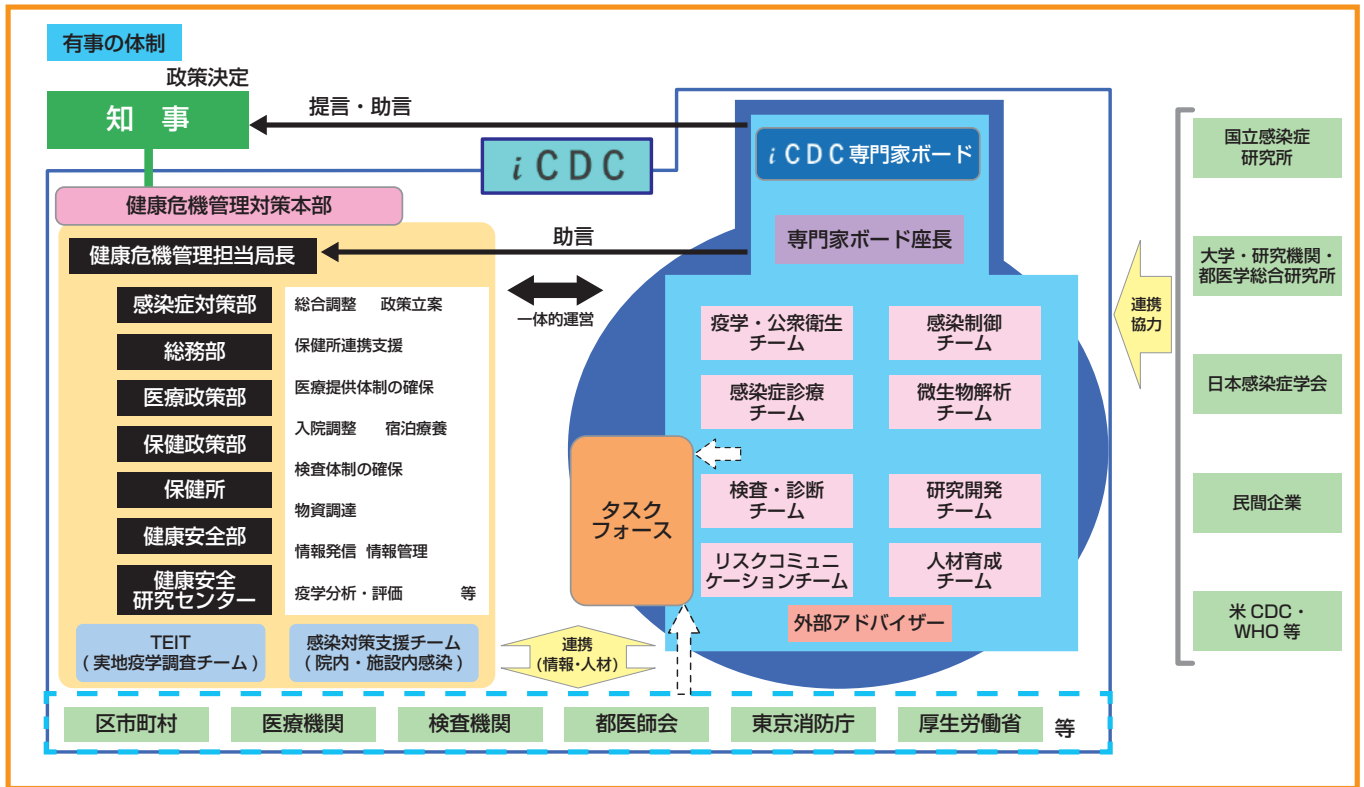 有事の体制
政策決定
知 事
提言・助言
i CDC
健康危機管理対策本部
健康危機管理担当局長
助言
一体的運営
感染症対策部
総務部
医療政策部
保健政策部
保健所
健康安全部
健康安全
研究センター
総合調整 政策立案
保健所連携支援
医療提供体制の確保
入院調整 宿泊療養
検査体制の確保
物資調達
情報発信 情報管理
疫学分析・評価 等
TEIT
(実地疫学調査チーム)
感染対策支援チーム
(院内・施設内感染)
連携
(情報・人材)
i CDC 専門家ボード
専門家ボード座長
疫学・公衆衛生
チーム
感染制御
チーム
感染症診療
チーム
微生物解析
チーム
検査・診断
チーム
研究開発
チーム
リスクコミュニ
ケーションチーム
人材育成
チーム
外部アドバイザー
タスク
フォース
連携
協力
国立感染症
研究所
大学・研究機関・
都医学総合研究所
日本感染症学会
民間企業
米 CDC・
WHO 等
区市町村
医療機関
検査機関
都医師会
東京消防庁
厚生労働省
等